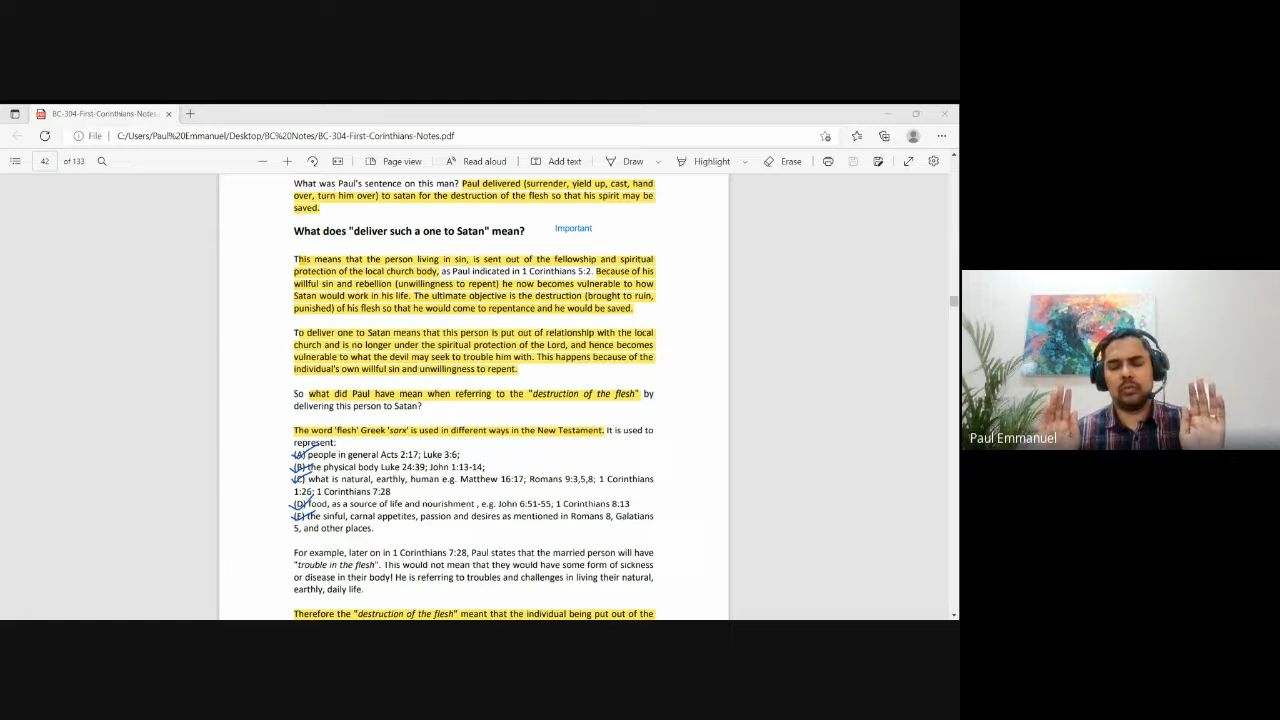 BC-304-First-Corinthians-Notes.
File
C:/Users/Paul%20Emmanuel/Desktop/BC%20Notes/BC-304-First-Corinthians-Notes.pdf
42 of 133
Page view
Read aloud
Add text
Draw
Highlight
Erase
What was Paul's sentence on this man? Paul delivered (surrender, yield up, cast, hand
over, turn him over) to satan for the destruction of the flesh so that his spirit may be
saved.
What does "deliver such a one to Satan" mean?
Important
This means that the person living in sin, is sent out of the fellowship and spiritual
protection of the local church body, as Paul indicated in 1 Corinthians 5:2. Because of his
willful sin and rebellion (unwillingness to repent) he now becomes vulnerable to how
Satan would work in his life. The ultimate objective is the destruction (brought to ruin,
punished) of his flesh so that he would come to repentance and he would be saved.
To deliver one to Satan means that this person is put out of relationship with the local
church and is no longer under the spiritual protection of the Lord, and hence becomes
vulnerable to what the devil may seek to trouble him with. This happens because of the
individual's own willful sin and unwillingness to repent.
So what did Paul have mean when referring to the "destruction of the flesh" by
delivering this person to Satan?
The word 'flesh' Greek 'sarx' is used in different ways in the New Testament. It is used to
represent:
(A) people in general Acts 2:17; Luke 3:6;
(B) the physical body Luke 24:39; John 1:13-14;
(C) what is natural, earthly, human e.g. Matthew 16:17; Romans 9:3,5,8; 1 Corinthians
1:26; 1 Corinthians 7:28
(D) food, as a source of life and nourishment , e.g. John 6:51-55; 1 Corinthians 8:13
(E) the sinful, carnal appetites, passion and desires as mentioned in Romans 8, Galatians
5, and other places.
For example, later on in 1 Corinthians 7:28, Paul states that the married person will have
"trouble in the flesh". This would not mean that they would have some form of sickness
or disease in their body! He is referring to troubles and challenges in living their natural,
earthly, daily life.
Therefore the "destruction of the flesh" meant that the individual being put out of the
Paul Emmanuel